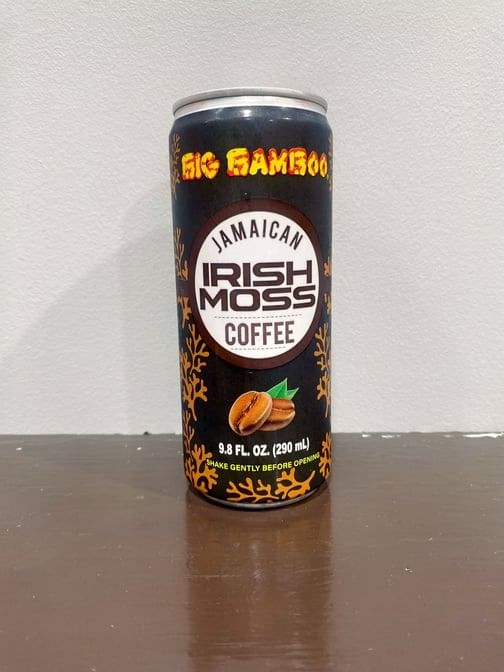 BIG BAMBOO
JAMAICAN
IRISH
MOSS
COFFEE
9.8 FL. OZ. (290 mL)
SHAKE GENTLY BEFORE OPENING